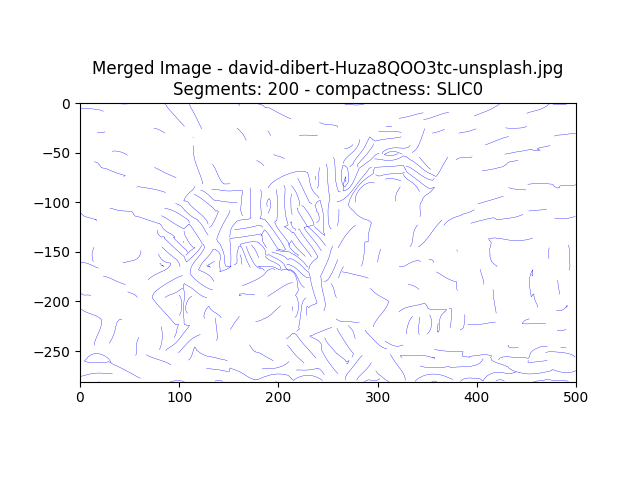 Merged Image - david-dibert-Huza8QOO3tc-unsplash.jpg
Segments: 200 - compactness: SLIC0
0
−50
−100
−150
−200
−250
0 100 200 300 400 500